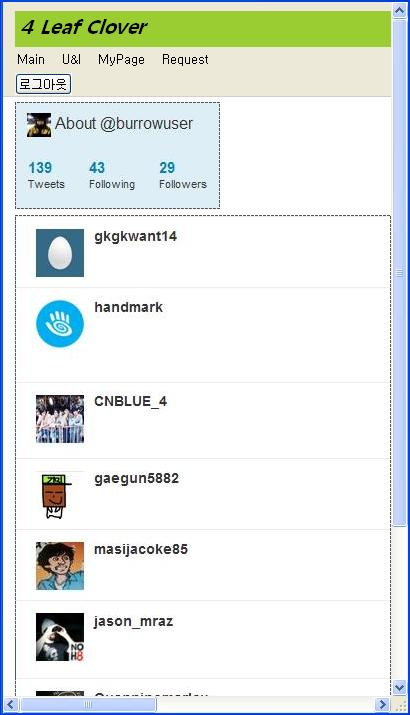 4 Leaf Clover
Main U&I MyPage Request
로그아웃
About @burrowuser
139 43 29
Tweets Following Followers
gkgkwant14
handmark
CNBLUE_4
gaegun5882
masijacoke85
jason_mraz
NO
H8